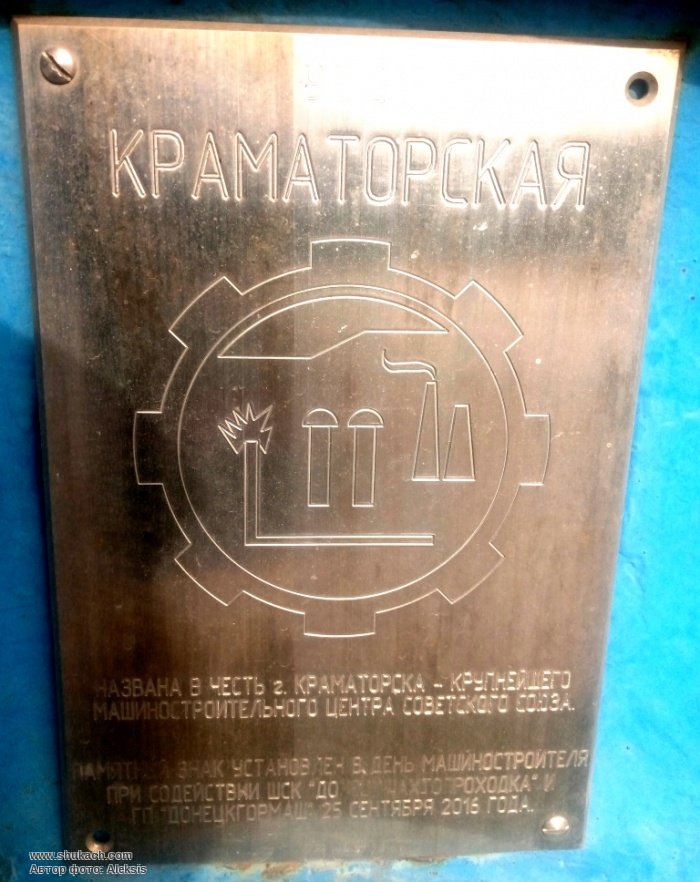 КРАМАТОРСКАЯ
НАЗВАНА В ЧЕСТЬ г. КРАМАТОРСКА - КРУПНЕЙШЕГО
МАШИНОСТРОИТЕЛЬНОГО ЦЕНТРА СОВЕТСКОГО СОЮЗА.
ПАМЯТНЫЙ ЗНАК УСТАНОВЛЕН В ДЕНЬ МАШИНОСТРОИТЕЛЯ
ПРИ СОДЕЙСТВИИ ШСК И
ГП "ДОНЕЦКГОРМАШ" 25 СЕНТЯБРЯ 2016 ГОДА.
www.shukach.com
Автор фото: Aleksis